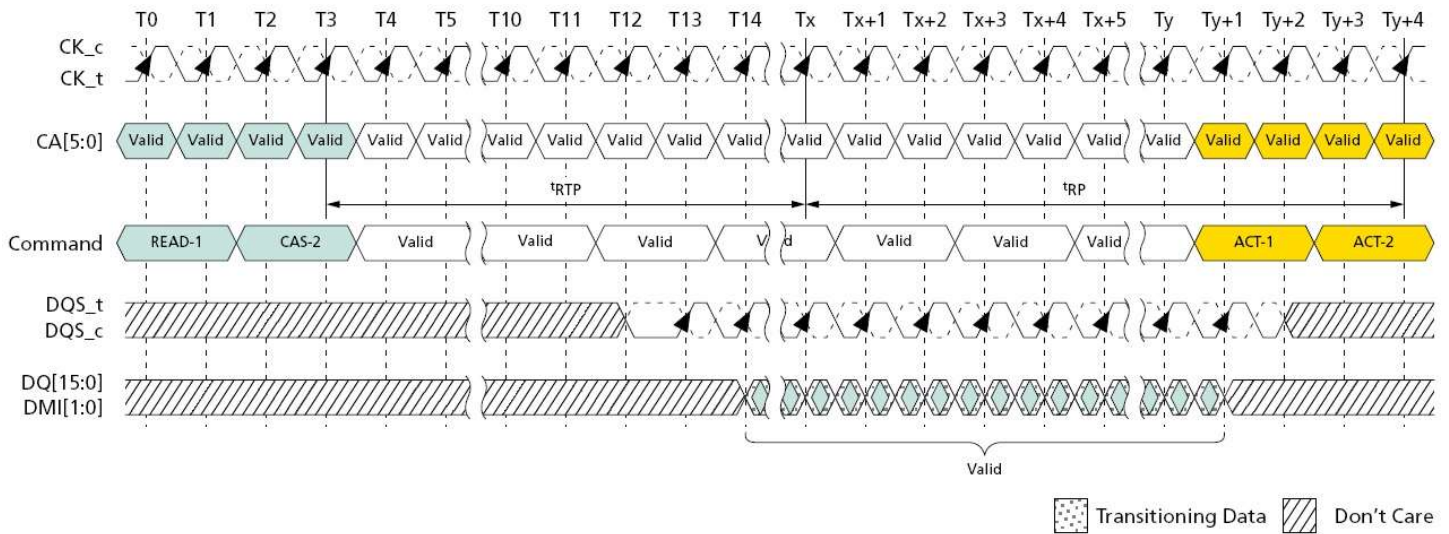 T0 T1 T2 T3 T4 T5 T10 T11 T12 T13 T14 Tx Tx+1 Tx+2 Tx+3 Tx+4 Tx+5 Ty Ty+1 Ty+2 Ty+3 Ty+4
CK_c
CK_t
CA[5:0] Valid Valid Valid Valid Valid Valid Valid Valid Valid Valid Valid Valid Valid Valid Valid Valid Valid Valid Valid Valid Valid
tRTP tRP
Command READ-1 CAS-2 Valid Valid Valid Valid Valid Valid Valid ACT-1 ACT-2
DQS_t
DQS_c
DQ[15:0]
DMI[1:0]
Valid
Transitioning Data Don't Care